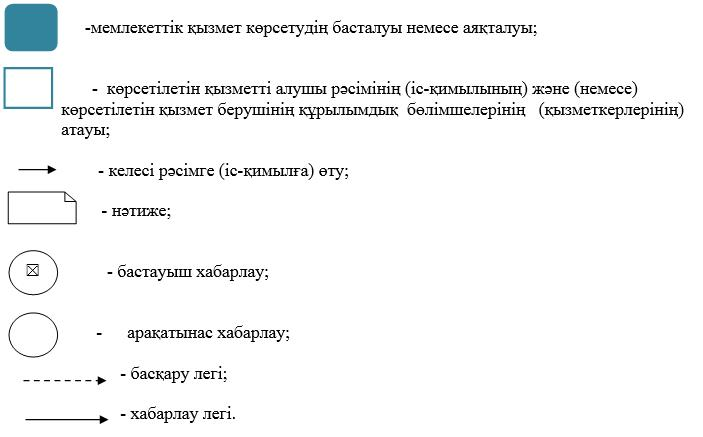 -мемлекеттік қызмет көрсетудің басталуы немесе аяқталуы;
- көрсетілетін қызметті алушы рәсімінің (іс-қимылының) және (немесе)
көрсетілетін қызмет берушінің құрылымдық бөлімшелерінің (қызметкерлерінің)
атауы;
- келесі рәсімге (іс-қимылға) өту;
- нәтиже;
- бастауыш хабарлау;
- арақатынас хабарлау;
- басқару легі;
- хабарлау легі.